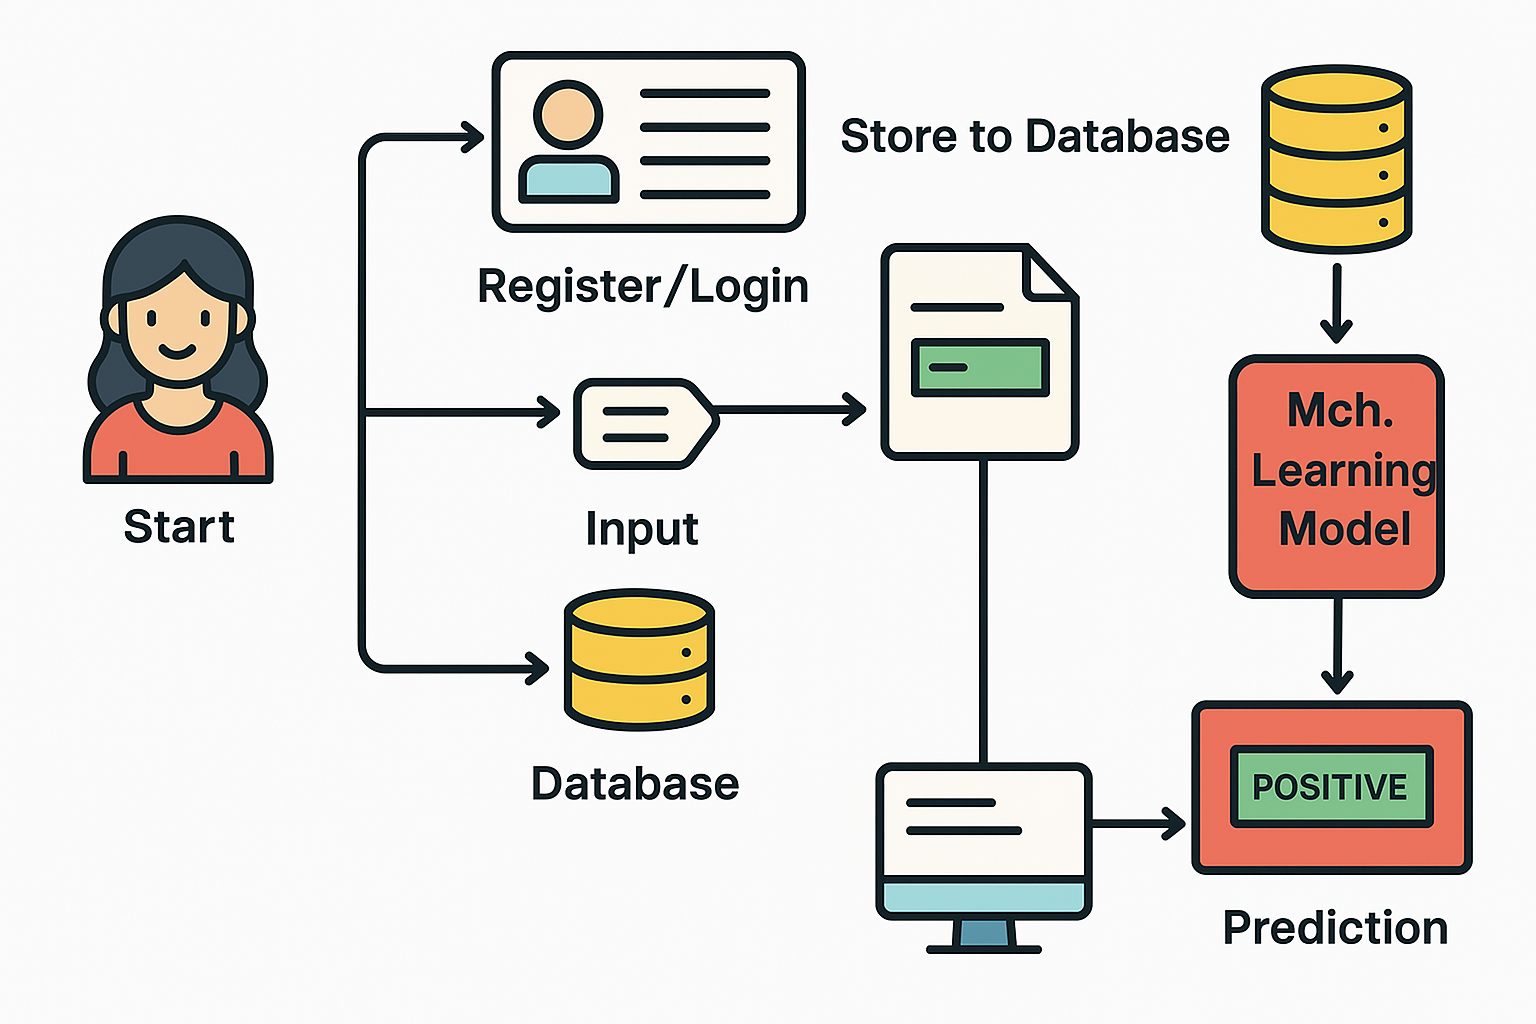 Store to Database
Register/Login
Start
Input
Database
Mch.
Learning
Model
POSITIVE
Prediction